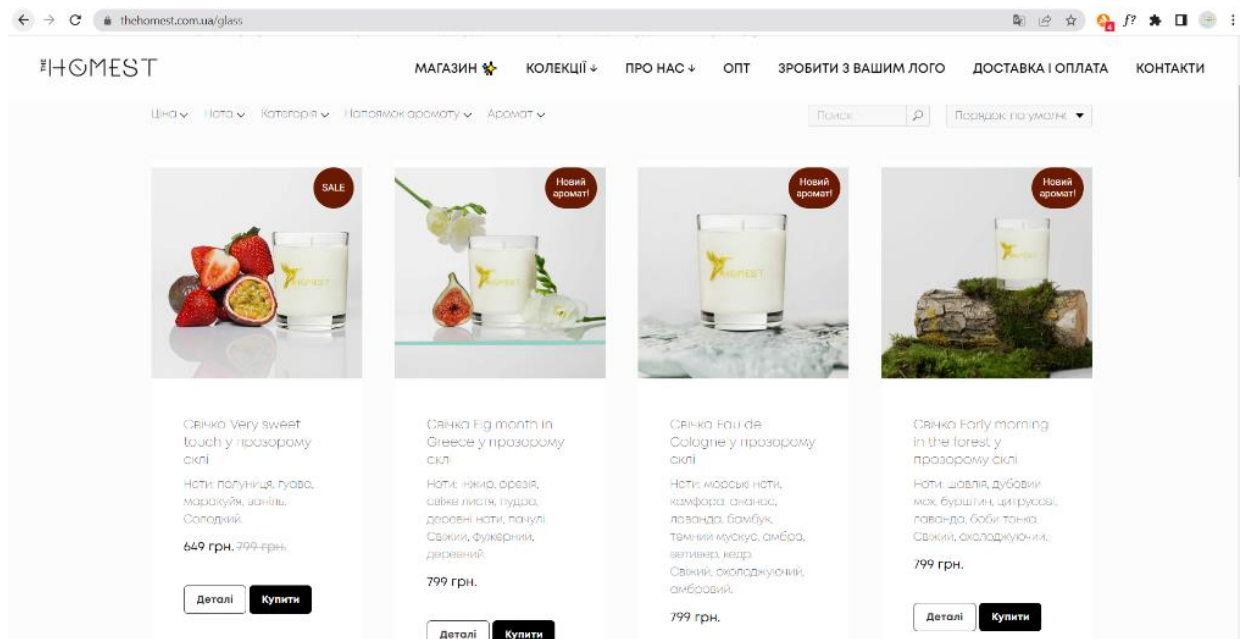 thehomest.com.ua/glass
THE HOMEST
МАГАЗИН КОЛЕКЦІЇ ПРО НАС ОПТ ЗРОБИТИ З ВАШИМ ЛОГО ДОСТАВКА І ОПЛАТА КОНТАКТИ
Ціна Нота Категорія Напрямок аромату Аромат Поиск Порядок: по умолч
SALE
Новий
аромат!
Новий
аромат!
Новий
аромат!
HOMEST
HOMEST
HOMEST
HOMEST
Свічка Very sweet
touch у прозорому
склі
Ноти: полуниця, гуава,
маракуйя, ваніль.
Солодкий.
649 грн. 799 грн.
Деталі Купити
Свічка Fig month in
Greece у прозорому
склі
Ноти: інжир, фрезія,
свіже листя, пудра,
деревні ноти, пачулі
Свіжий, фужерний,
деревний.
799 грн.
Деталі Купити
Свічка Eau de
Cologne у прозорому
склі
Ноти: морські ноти,
камфора, ананас,
лаванда, бамбук,
темний мускус, амбра,
ветивер, кедр.
Свіжий, охолоджуючий,
амбровий.
799 грн.
Свічка Early morning
in the forest у
прозорому склі
Ноти: шавлія, дубовий
мох, бурштин, цитрусові,
лаванда, боби тонка.
Свіжий, охолоджуючий.
799 грн.
Деталі Купити